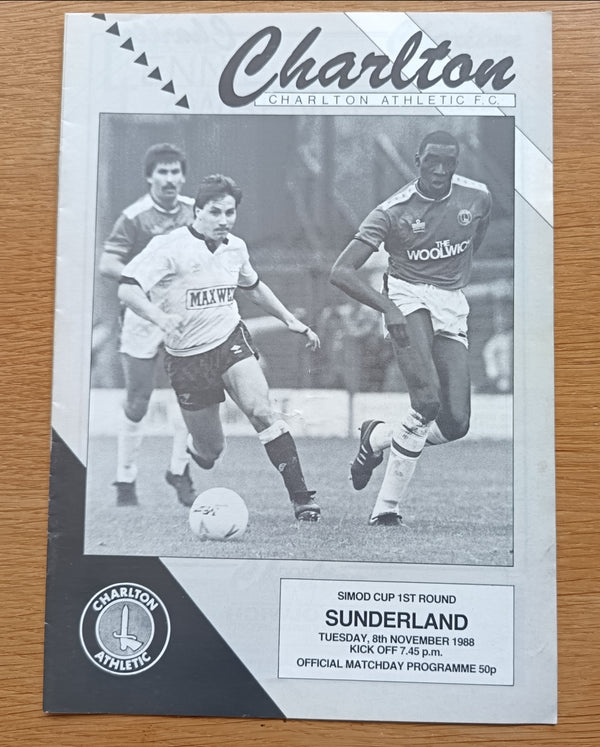 Charlton
CHARLTON ATHLETIC F.C.
THE
WOOLWICH
MAXWE
SIMOD CUP 1ST ROUND
SUNDERLAND
TUESDAY, 8th NOVEMBER 1988
KICK OFF 7.45 p.m.
OFFICIAL MATCHDAY PROGRAMME 50p
CHARLTON
ATHLETIC